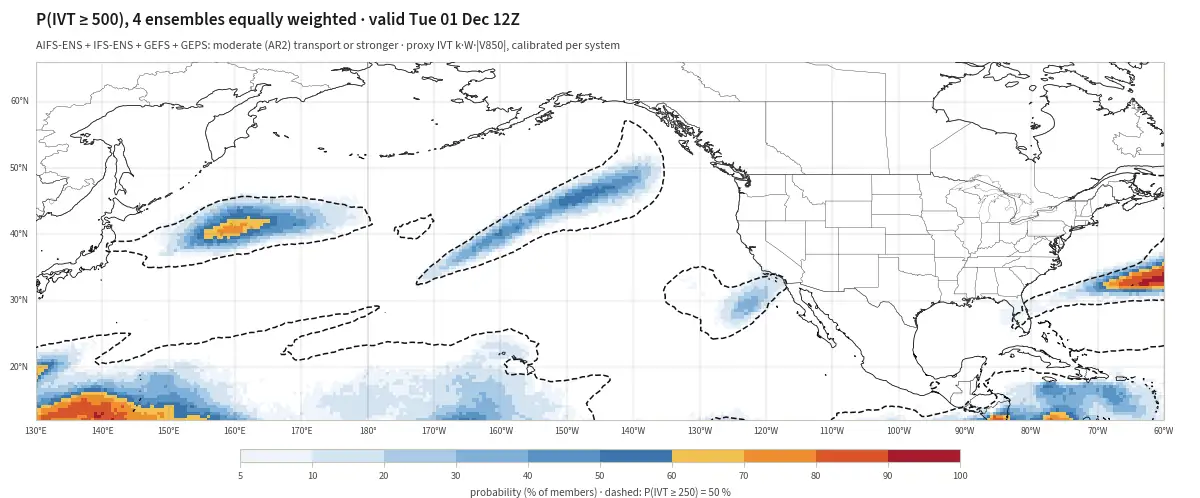 P(IVT ≥ 500), 4 ensembles equally weighted · valid Tue 01 Dec 12Z
AIFS-ENS + IFS-ENS + GEFS + GEPS: moderate (AR2) transport or stronger · proxy IVT k·W·|V850|, calibrated per system
60°N
50°N
40°N
30°N
20°N
130°E 140°E 150°E 160°E 170°E 180° 170°W 160°W 150°W 140°W 130°W 120°W 110°W 100°W 90°W 80°W 70°W 60°W
5 10 20 30 40 50 60 70 80 90 100
probability (% of members) · dashed: P(IVT ≥ 250) = 50 %